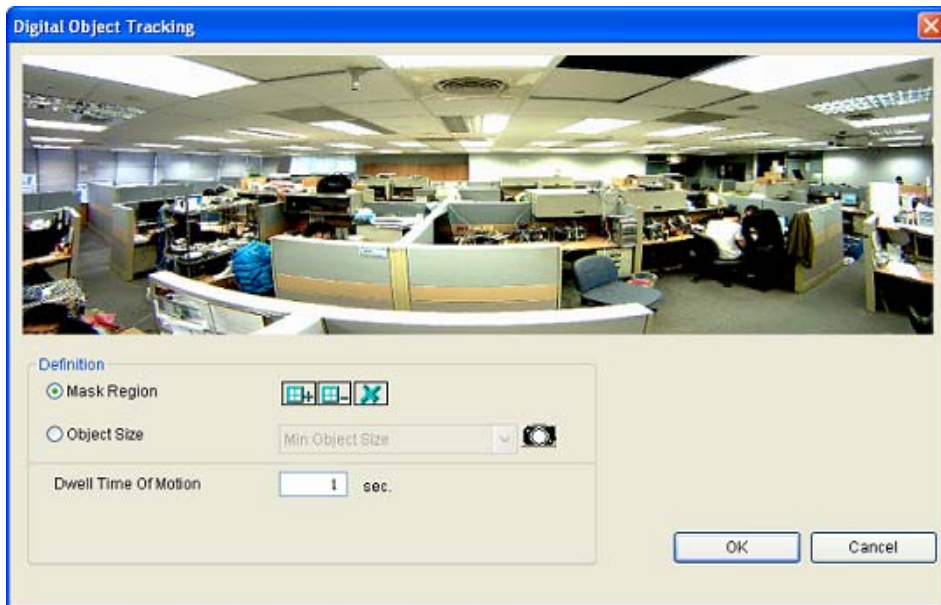 Digital Object Tracking
Definition
Mask Region
Object Size
Min Object Size
Dwell Time Of Motion
1 sec.
OK
Cancel